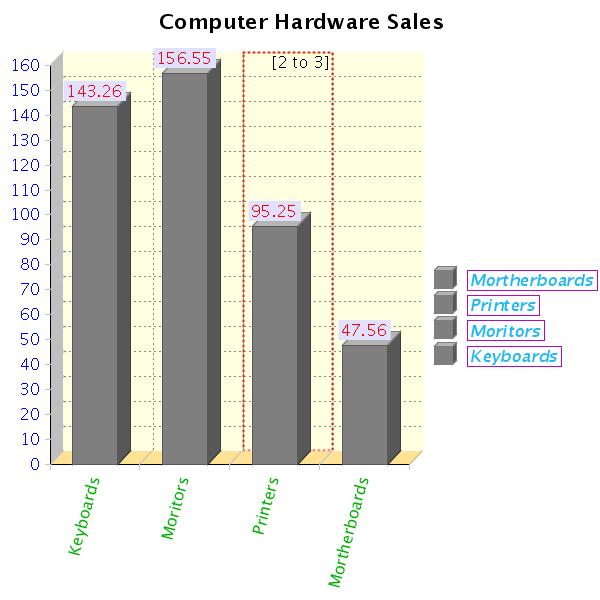 Computer Hardware Sales
160
150
140
130
120
110
100
90
80
70
60
50
40
30
20
10
0
143.26
156.55
[2 to 3]
95.25
47.56
Keyboards
Moritors
Printers
Mortherboards
Mortherboards
Printers
Moritors
Keyboards